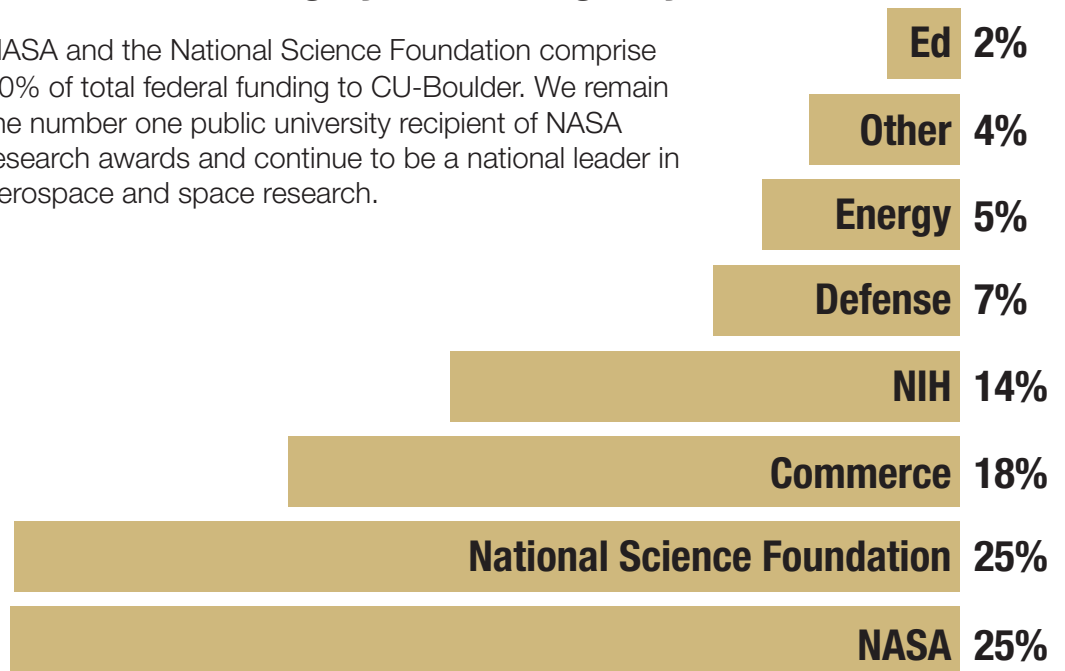 NASA and the National Science Foundation comprise
0% of total federal funding to CU-Boulder. We remain
he number one public university recipient of NASA
esearch awards and continue to be a national leader in
erospace and space research.
Ed 2%
Other 4%
Energy 5%
Defense 7%
NIH 14%
Commerce 18%
National Science Foundation 25%
NASA 25%